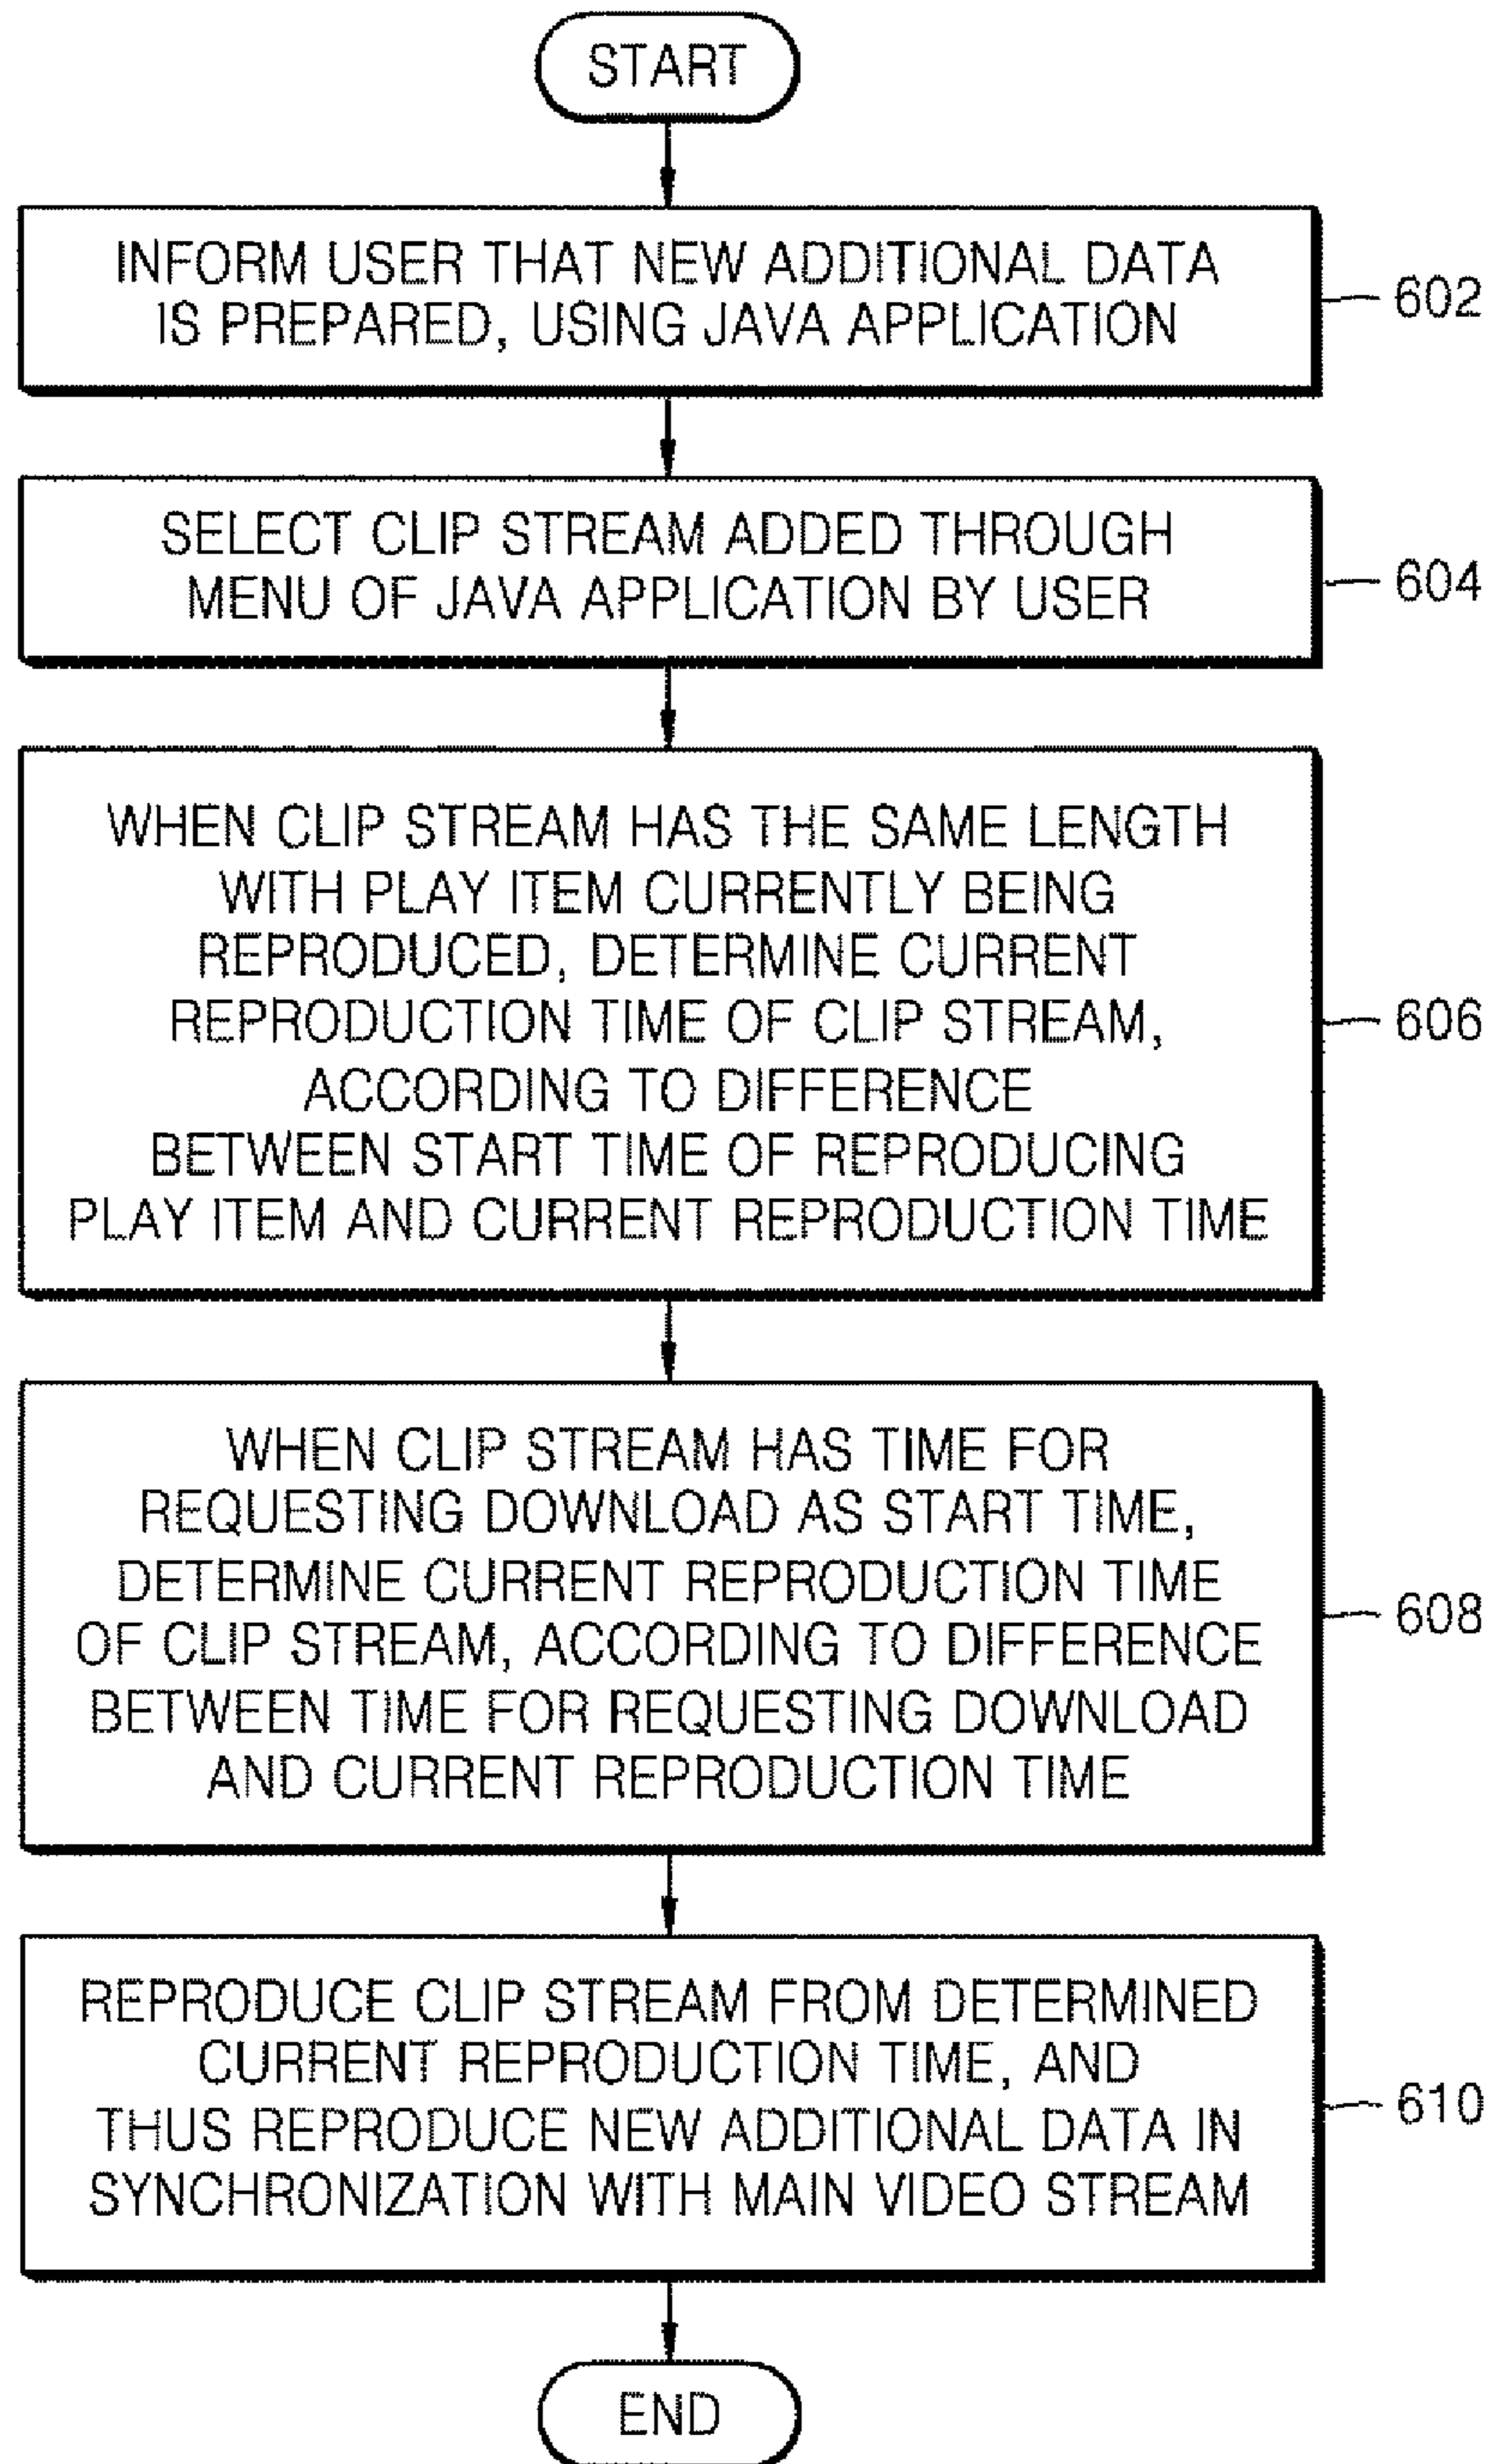 START
INFORM USER THAT NEW ADDITIONAL DATA
IS PREPARED, USING JAVA APPLICATION
602
SELECT CLIP STREAM ADDED THROUGH
MENU OF JAVA APPLICATION BY USER
604
WHEN CLIP STREAM HAS THE SAME LENGTH
WITH PLAY ITEM CURRENTLY BEING
REPRODUCED, DETERMINE CURRENT
REPRODUCTION TIME OF CLIP STREAM,
ACCORDING TO DIFFERENCE
BETWEEN START TIME OF REPRODUCING
PLAY ITEM AND CURRENT REPRODUCTION TIME
606
WHEN CLIP STREAM HAS TIME FOR
REQUESTING DOWNLOAD AS START TIME,
DETERMINE CURRENT REPRODUCTION TIME
OF CLIP STREAM, ACCORDING TO DIFFERENCE
BETWEEN TIME FOR REQUESTING DOWNLOAD
AND CURRENT REPRODUCTION TIME
608
REPRODUCE CLIP STREAM FROM DETERMINED
CURRENT REPRODUCTION TIME, AND
THUS REPRODUCE NEW ADDITIONAL DATA IN
SYNCHRONIZATION WITH MAIN VIDEO STREAM
610
END